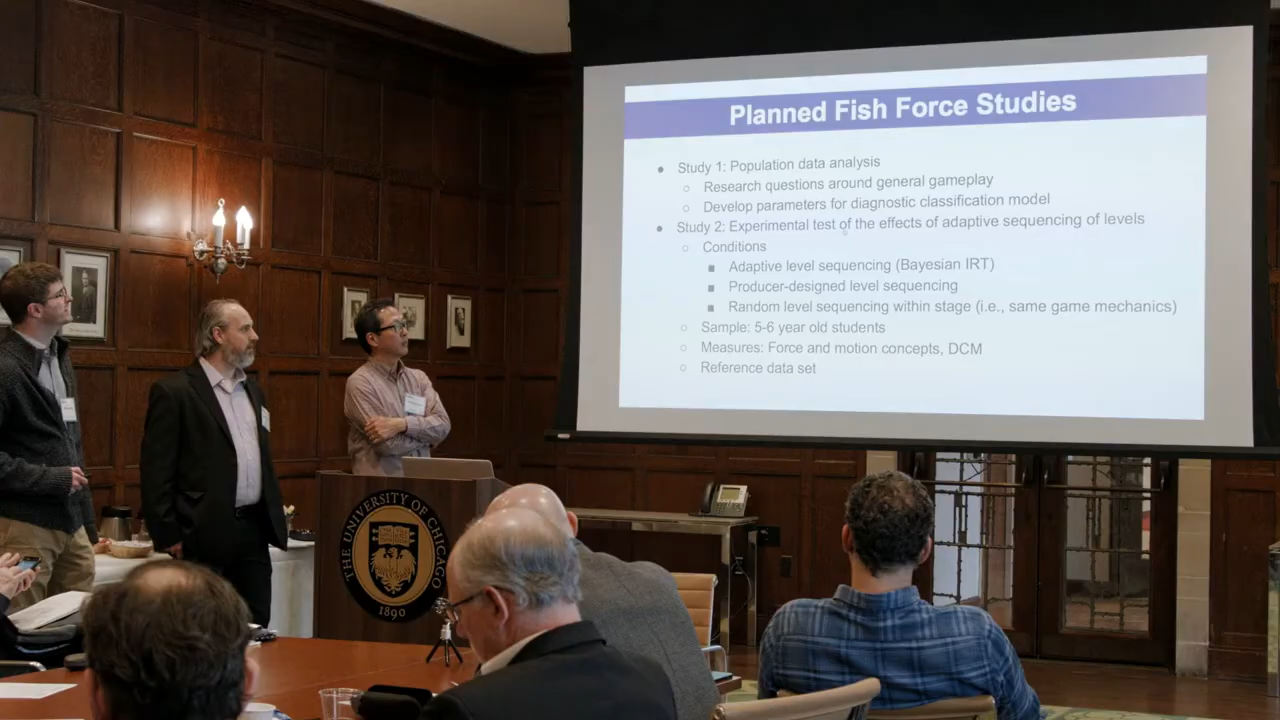 Planned Fish Force Studies
● Study 1: Population data analysis
○ Research questions around general gameplay
○ Develop parameters for diagnostic classification model
● Study 2: Experimental test of the effects of adaptive sequencing of levels
○ Conditions
■ Adaptive level sequencing (Bayesian IRT)
■ Producer-designed level sequencing
■ Random level sequencing within stage (i.e., same game mechanics)
○ Sample: 5-6 year old students
○ Measures: Force and motion concepts, DCM
○ Reference data set
THE UNIVERSITY OF CHICAGO
1890